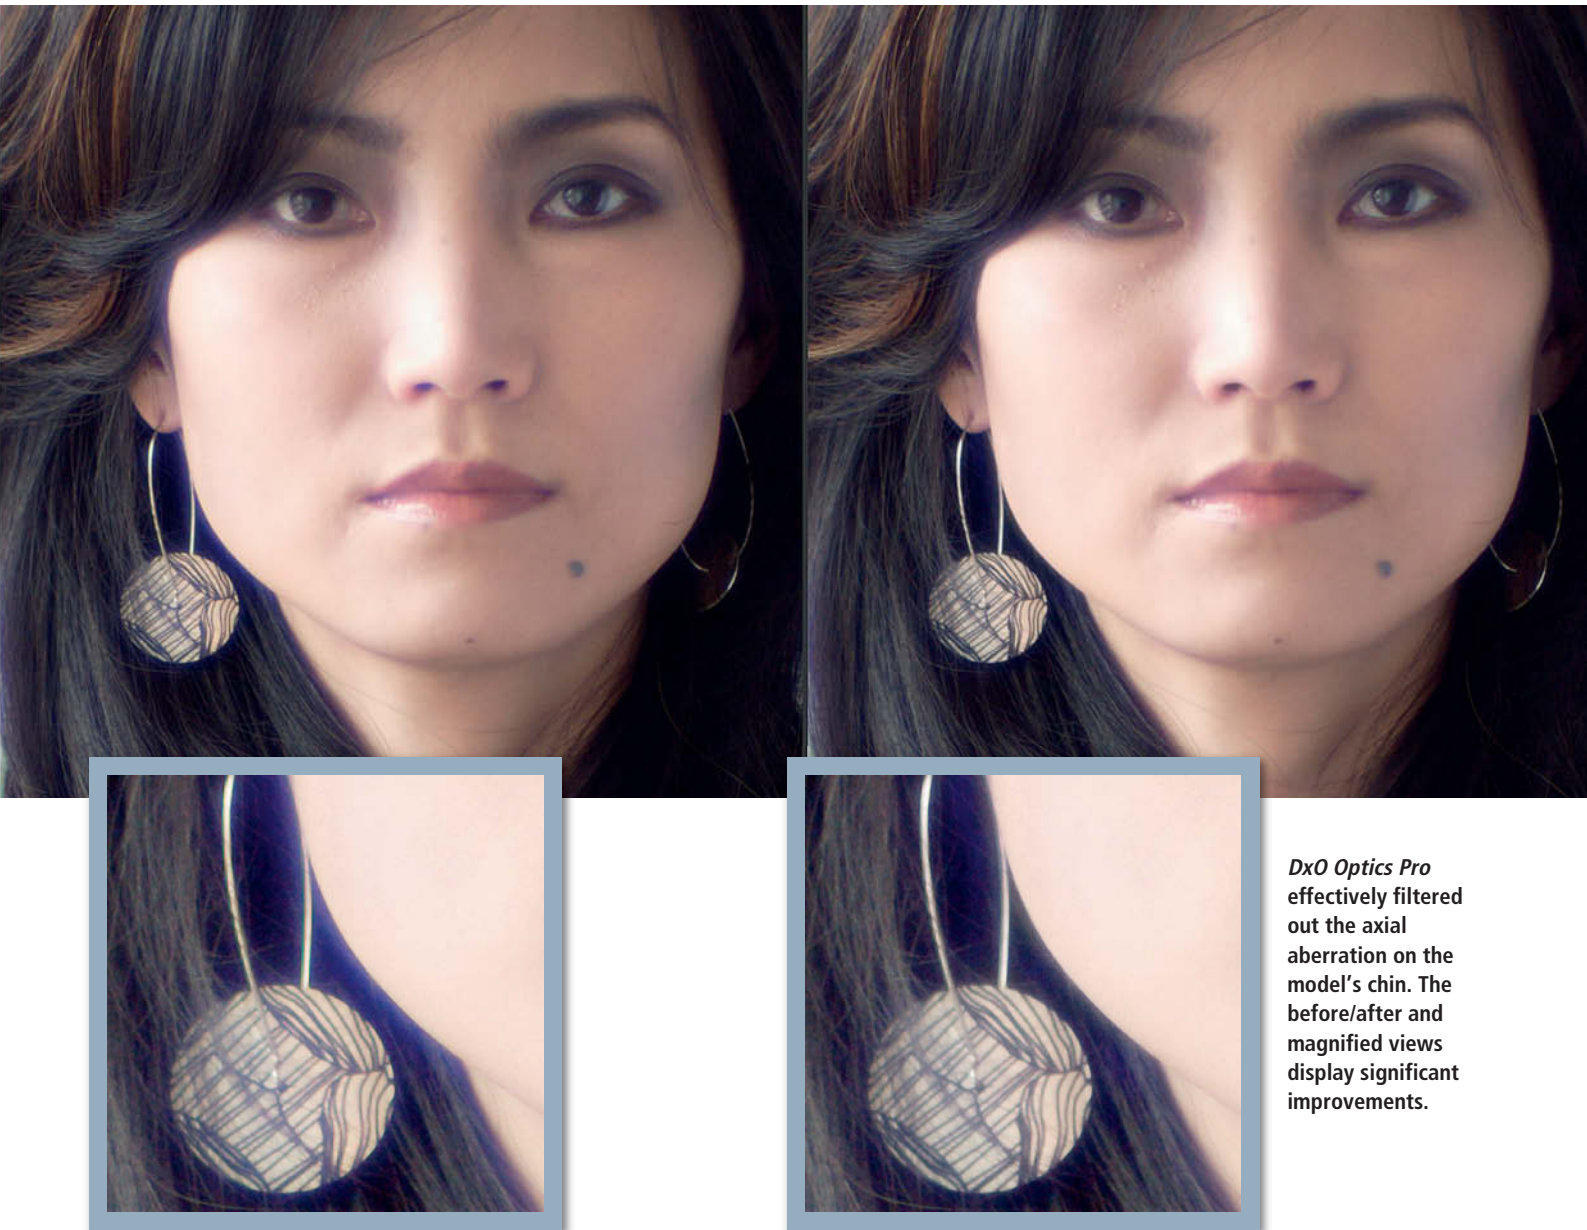 DxO Optics Pro
effectively filtered
out the axial
aberration on the
model’s chin. The
before/after and
magnified views
display significant
improvements.